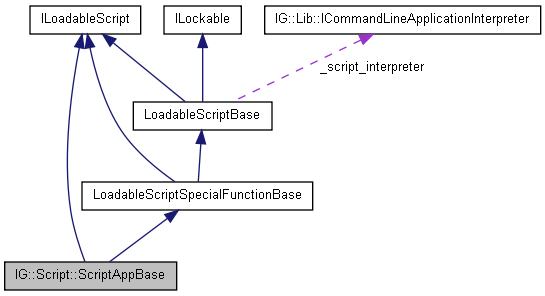 ILoadableScript
ILockable
IG::Lib::ICommandLineApplicationInterpreter
_script_interpreter
LoadableScriptBase
LoadableScriptSpecialFunctionBase
IG::Script::ScriptAppBase